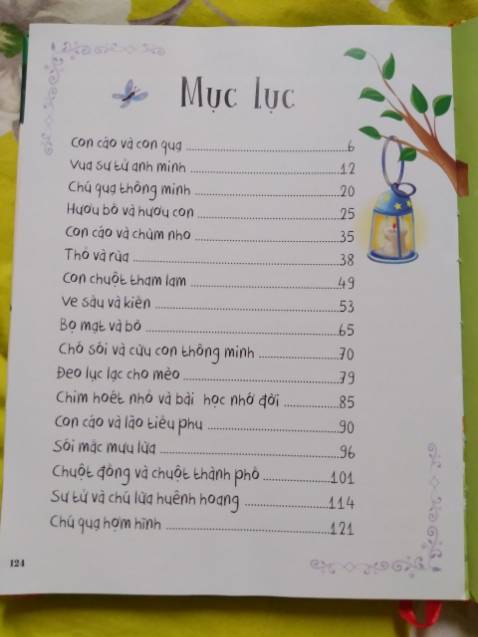 Mục lục
Con cáo và con quạ 6
Vua sư tử anh minh 12
Chú quạ thông minh 20
Hươu bố và hươu con 25
Con cáo và chùm nho 35
Thỏ và rùa 38
Con chuột tham lam 49
Ve sầu và kiến 53
Bọ mạt và bò 65
Chó sói và cừu con thông minh 70
Đeo lục lạc cho mèo 79
Chim hoét nhỏ và bài học nhớ đời 85
Con cáo và lão tiều phu 90
Sói mắc mưu lừa 96
Chuột đồng và chuột thành phố 101
Sư tử và chú lừa huênh hoang 114
Chú quạ hợm hĩnh 121
124